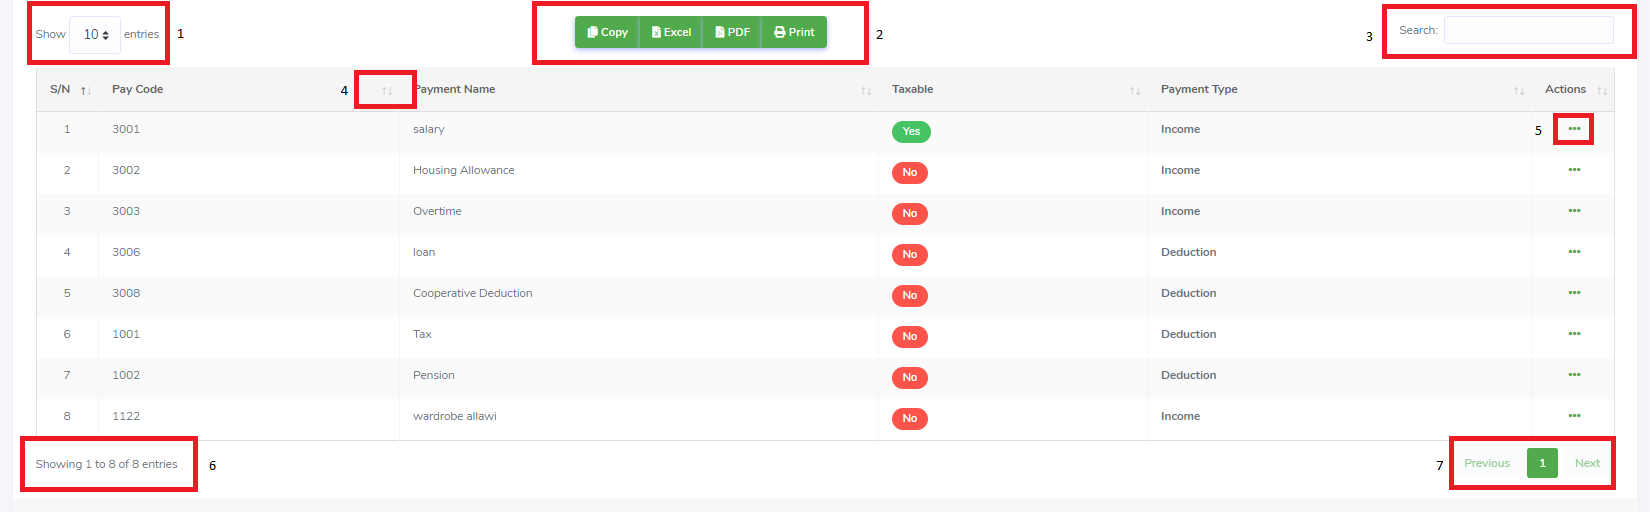 Show 10 entries 1
Copy Excel PDF Print 2
3 Search:
S/N Pay Code 4 Payment Name Taxable Payment Type Actions
1 3001 salary Yes Income 5 •••
2 3002 Housing Allowance No Income •••
3 3003 Overtime No Income •••
4 3006 loan No Deduction •••
5 3008 Cooperative Deduction No Deduction •••
6 1001 Tax No Deduction •••
7 1002 Pension No Deduction •••
8 1122 wardrobe allawi No Income •••
Showing 1 to 8 of 8 entries 6
7 Previous 1 Next